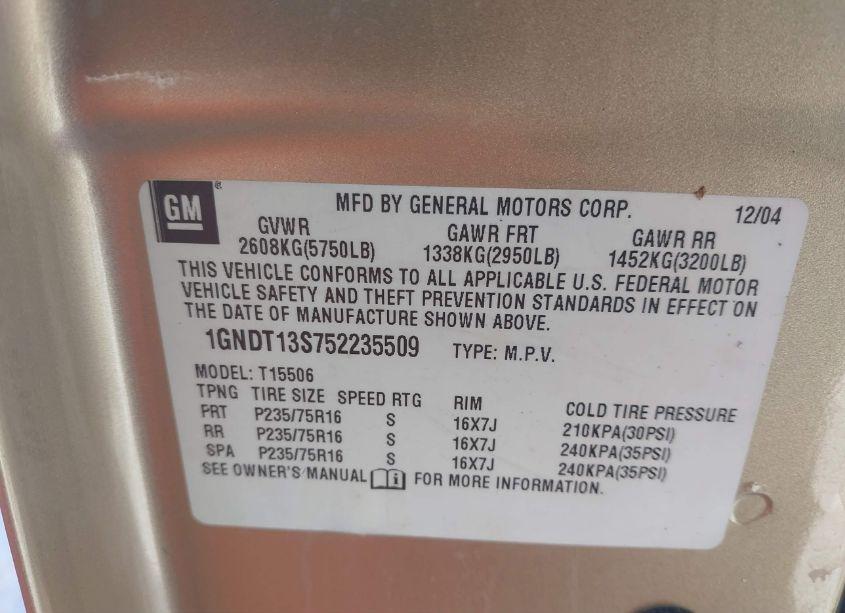 GM ® MFD BY GENERAL MOTORS CORP. 12/04
GVWR GAWR FRT GAWR RR
2608KG(5750LB) 1338KG(2950LB) 1452KG(3200LB)
THIS VEHICLE CONFORMS TO ALL APPLICABLE U.S. FEDERAL MOTOR
VEHICLE SAFETY AND THEFT PREVENTION STANDARDS IN EFFECT ON
THE DATE OF MANUFACTURE SHOWN ABOVE.
1GNDT13S752235509 TYPE: M.P.V.
MODEL: T15506
TPNG TIRE SIZE SPEED RTG RIM COLD TIRE PRESSURE
FRT P235/75R16 S 16X7J 210KPA(30PSI)
RR P235/75R16 S 16X7J 240KPA(35PSI)
SPA P235/75R16 S 16X7J 240KPA(35PSI)
SEE OWNER'S MANUAL i FOR MORE INFORMATION.